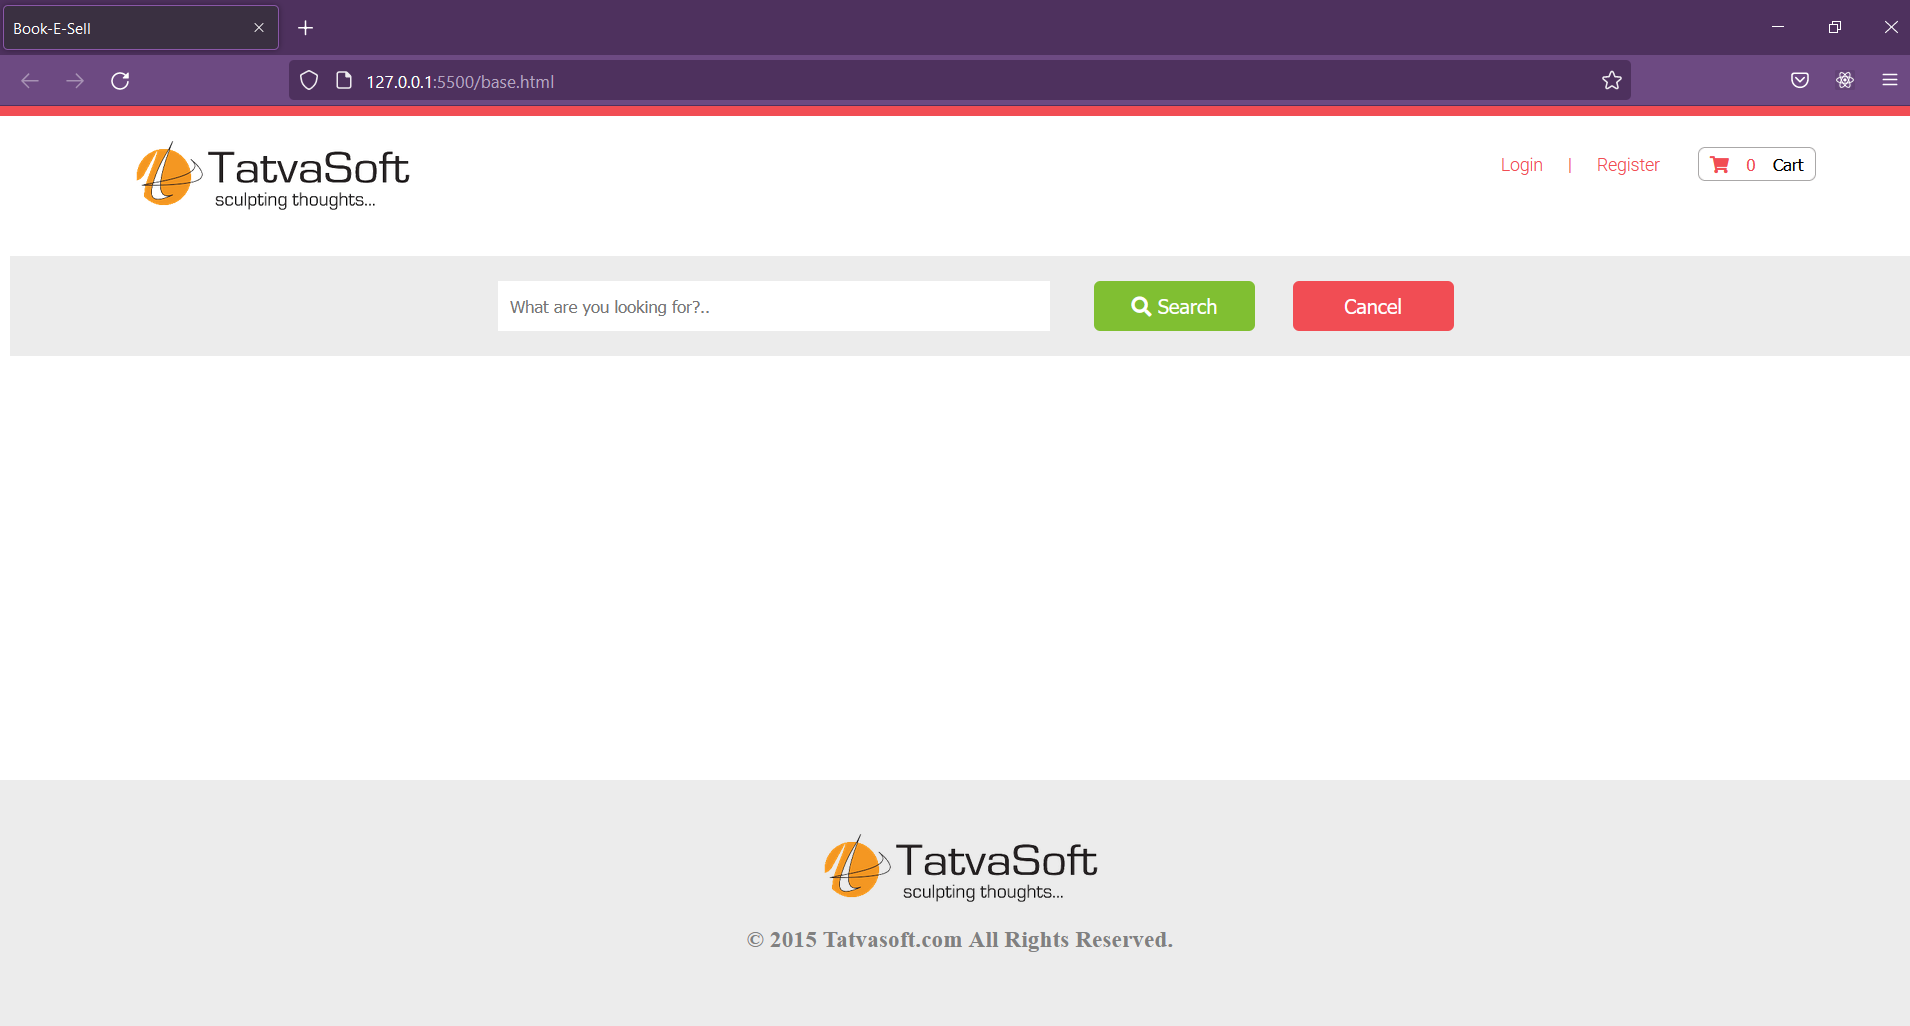 Book-E-Sell
127.0.0.1:5500/base.html
TatvaSoft
sculpting thoughts...
Login | Register 0 Cart
What are you looking for?..
Search
Cancel
TatvaSoft
sculpting thoughts...
© 2015 Tatvasoft.com All Rights Reserved.